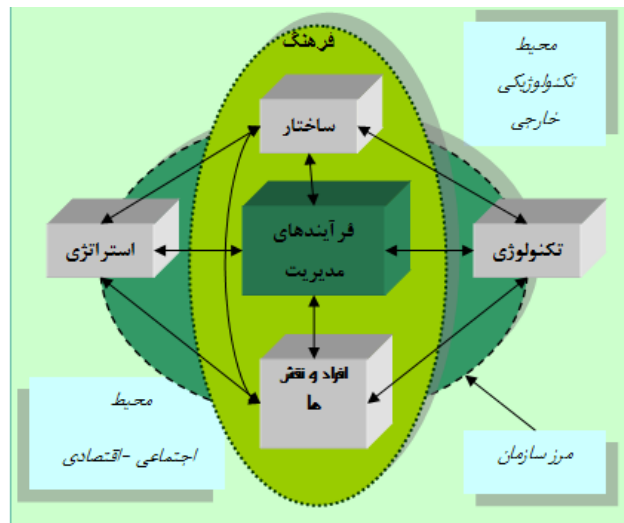 فرهنگ
محیط
تکنولوژیکی
خارجی
ساختار
فرآیندهای
مدیریت
تکنولوژی
استراتژی
افراد و نقش
ها
محیط
اجتماعی -اقتصادی
مرز سازمان